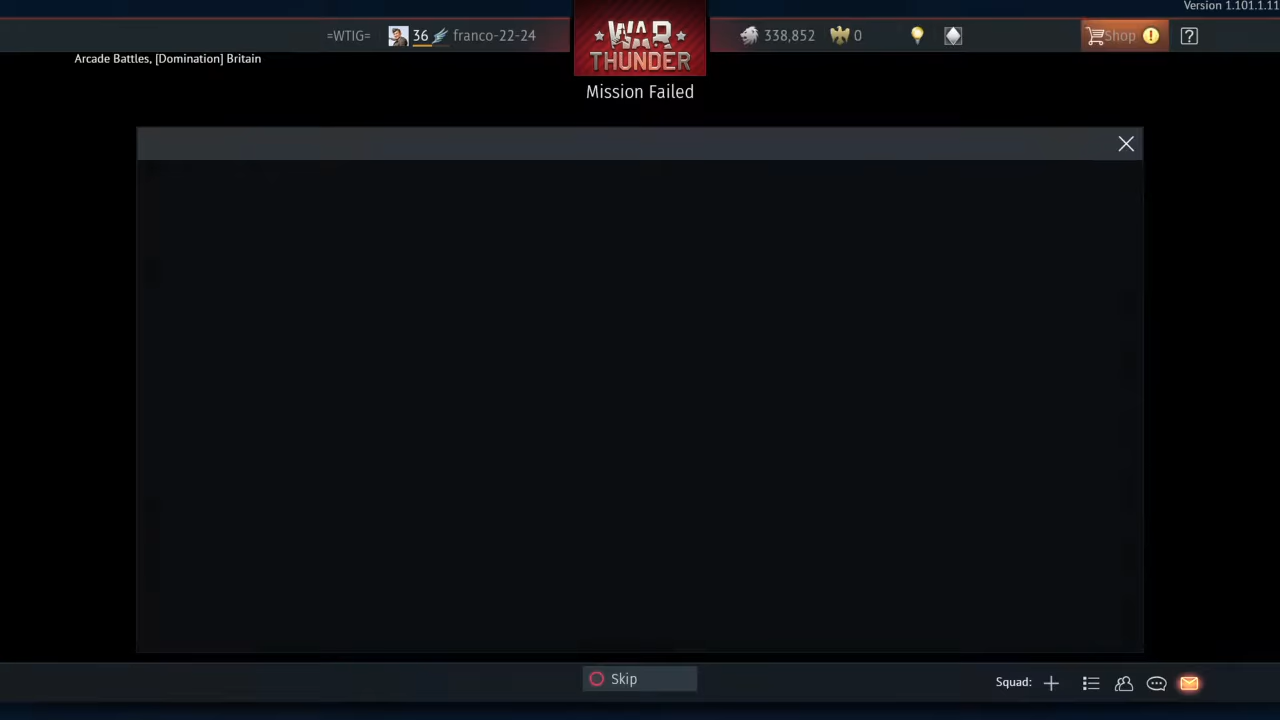 Version 1.101.1.11
=WTIG= 36 franco-22-24
WAR THUNDER
338,852 0
Shop
Arcade Battles, [Domination] Britain
Mission Failed
Skip
Squad: